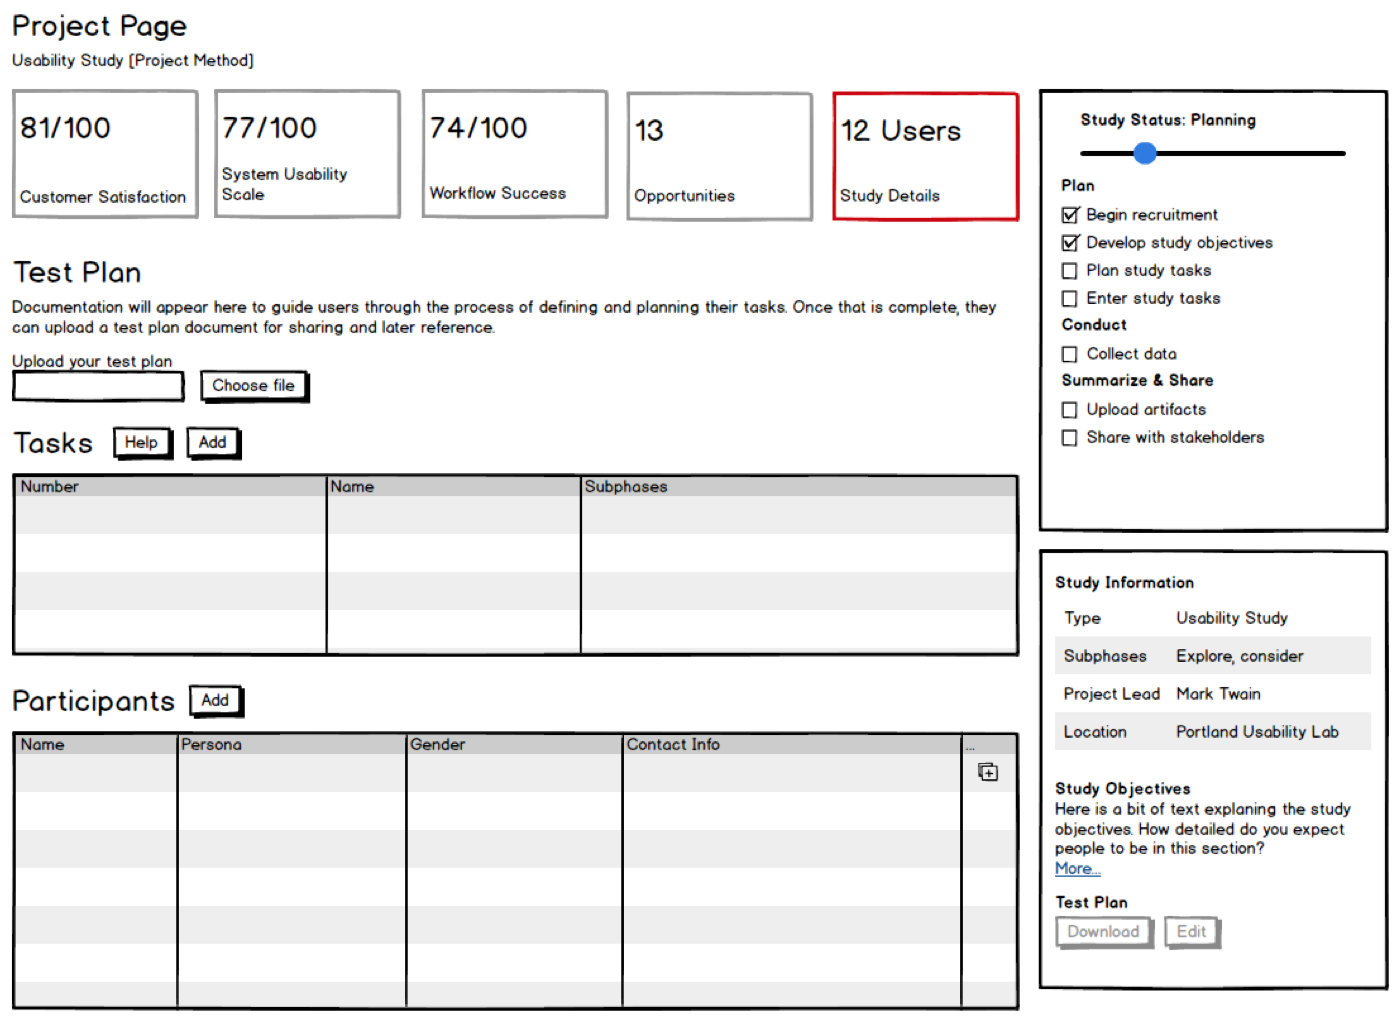 Project Page
Usability Study [Project Method]
81/100
Customer Satisfaction
77/100
System Usability
Scale
74/100
Workflow Success
13
Opportunities
12 Users
Study Details
Test Plan
Documentation will appear here to guide users through the process of defining and planning their tasks. Once that is complete, they
can upload a test plan document for sharing and later reference.
Upload your test plan
Choose file
Tasks Help Add
Number Name Subphases
Participants Add
Name Persona Gender Contact Info ...
Study Status: Planning
Plan
Begin recruitment
Develop study objectives
Plan study tasks
Enter study tasks
Conduct
Collect data
Summarize & Share
Upload artifacts
Share with stakeholders
Study Information
Type Usability Study
Subphases Explore, consider
Project Lead Mark Twain
Location Portland Usability Lab
Study Objectives
Here is a bit of text explaning the study
objectives. How detailed do you expect
people to be in this section?
More...
Test Plan
Download Edit